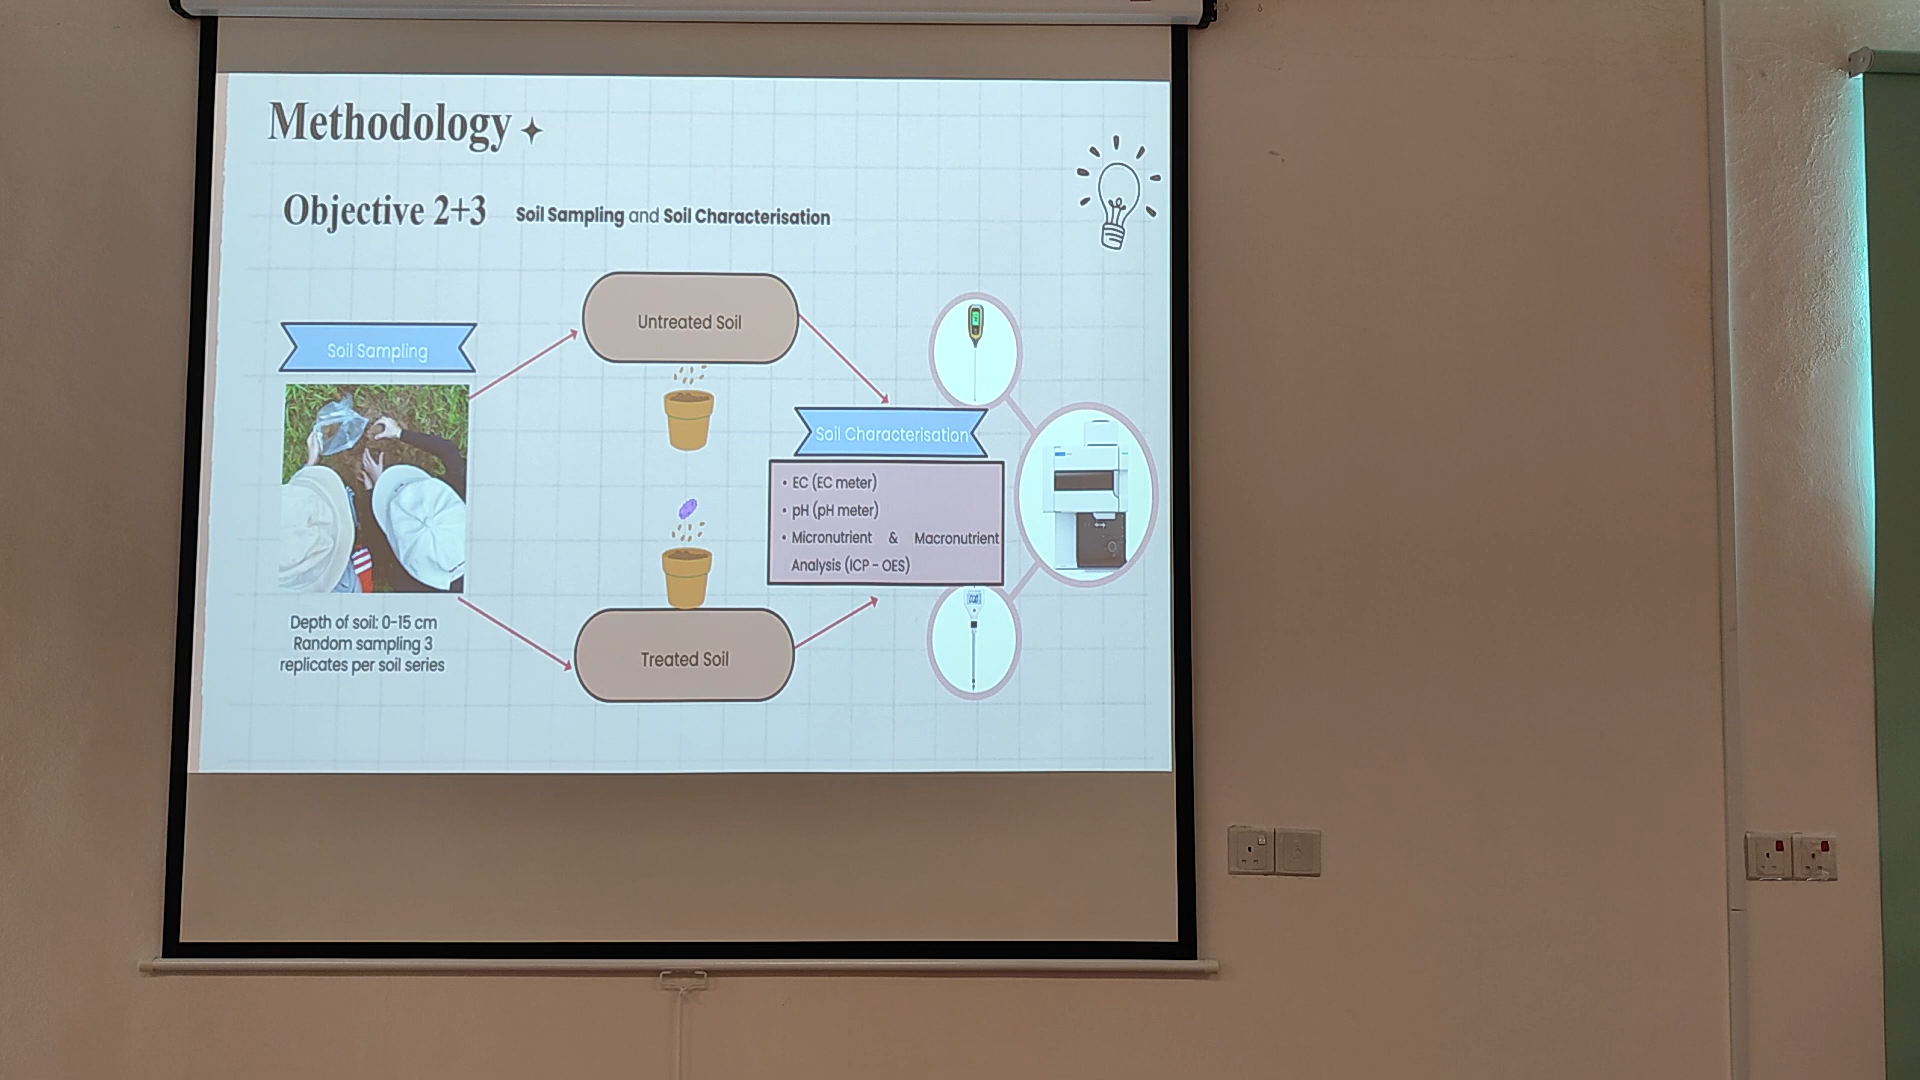 Methodology
Objective 2+3 Soil Sampling and Soil Characterisation
Soil Sampling
Depth of soil: 0-15 cm
Random sampling 3
replicates per soil series
Untreated Soil
Treated Soil
Soil Characterisation
• EC (EC meter)
• pH (pH meter)
• Micronutrient & Macronutrient
Analysis (ICP - OES)